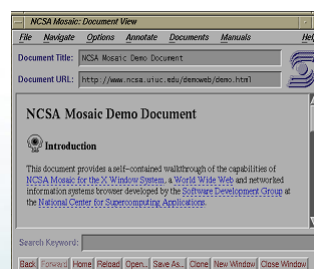 NCSA Mosaic: Document View
File Navigate Options Annotate Documents Manuals Hel
Document Title: NCSA Mosaic Demo Document
Document URL: http://www.ncsa.uiuc.edu/demoweb/demo.html
NCSA Mosaic Demo Document
Introduction
This document provides a self-contained walkthrough of the capabilities of
NCSA Mosaic for the X Window System, a World Wide Web and networked
information systems browser developed by the Software Development Group at
the National Center for Supercomputing Applications.
Search Keyword:
Back Forward Home Reload Open... Save As... Clone New Window Close Window